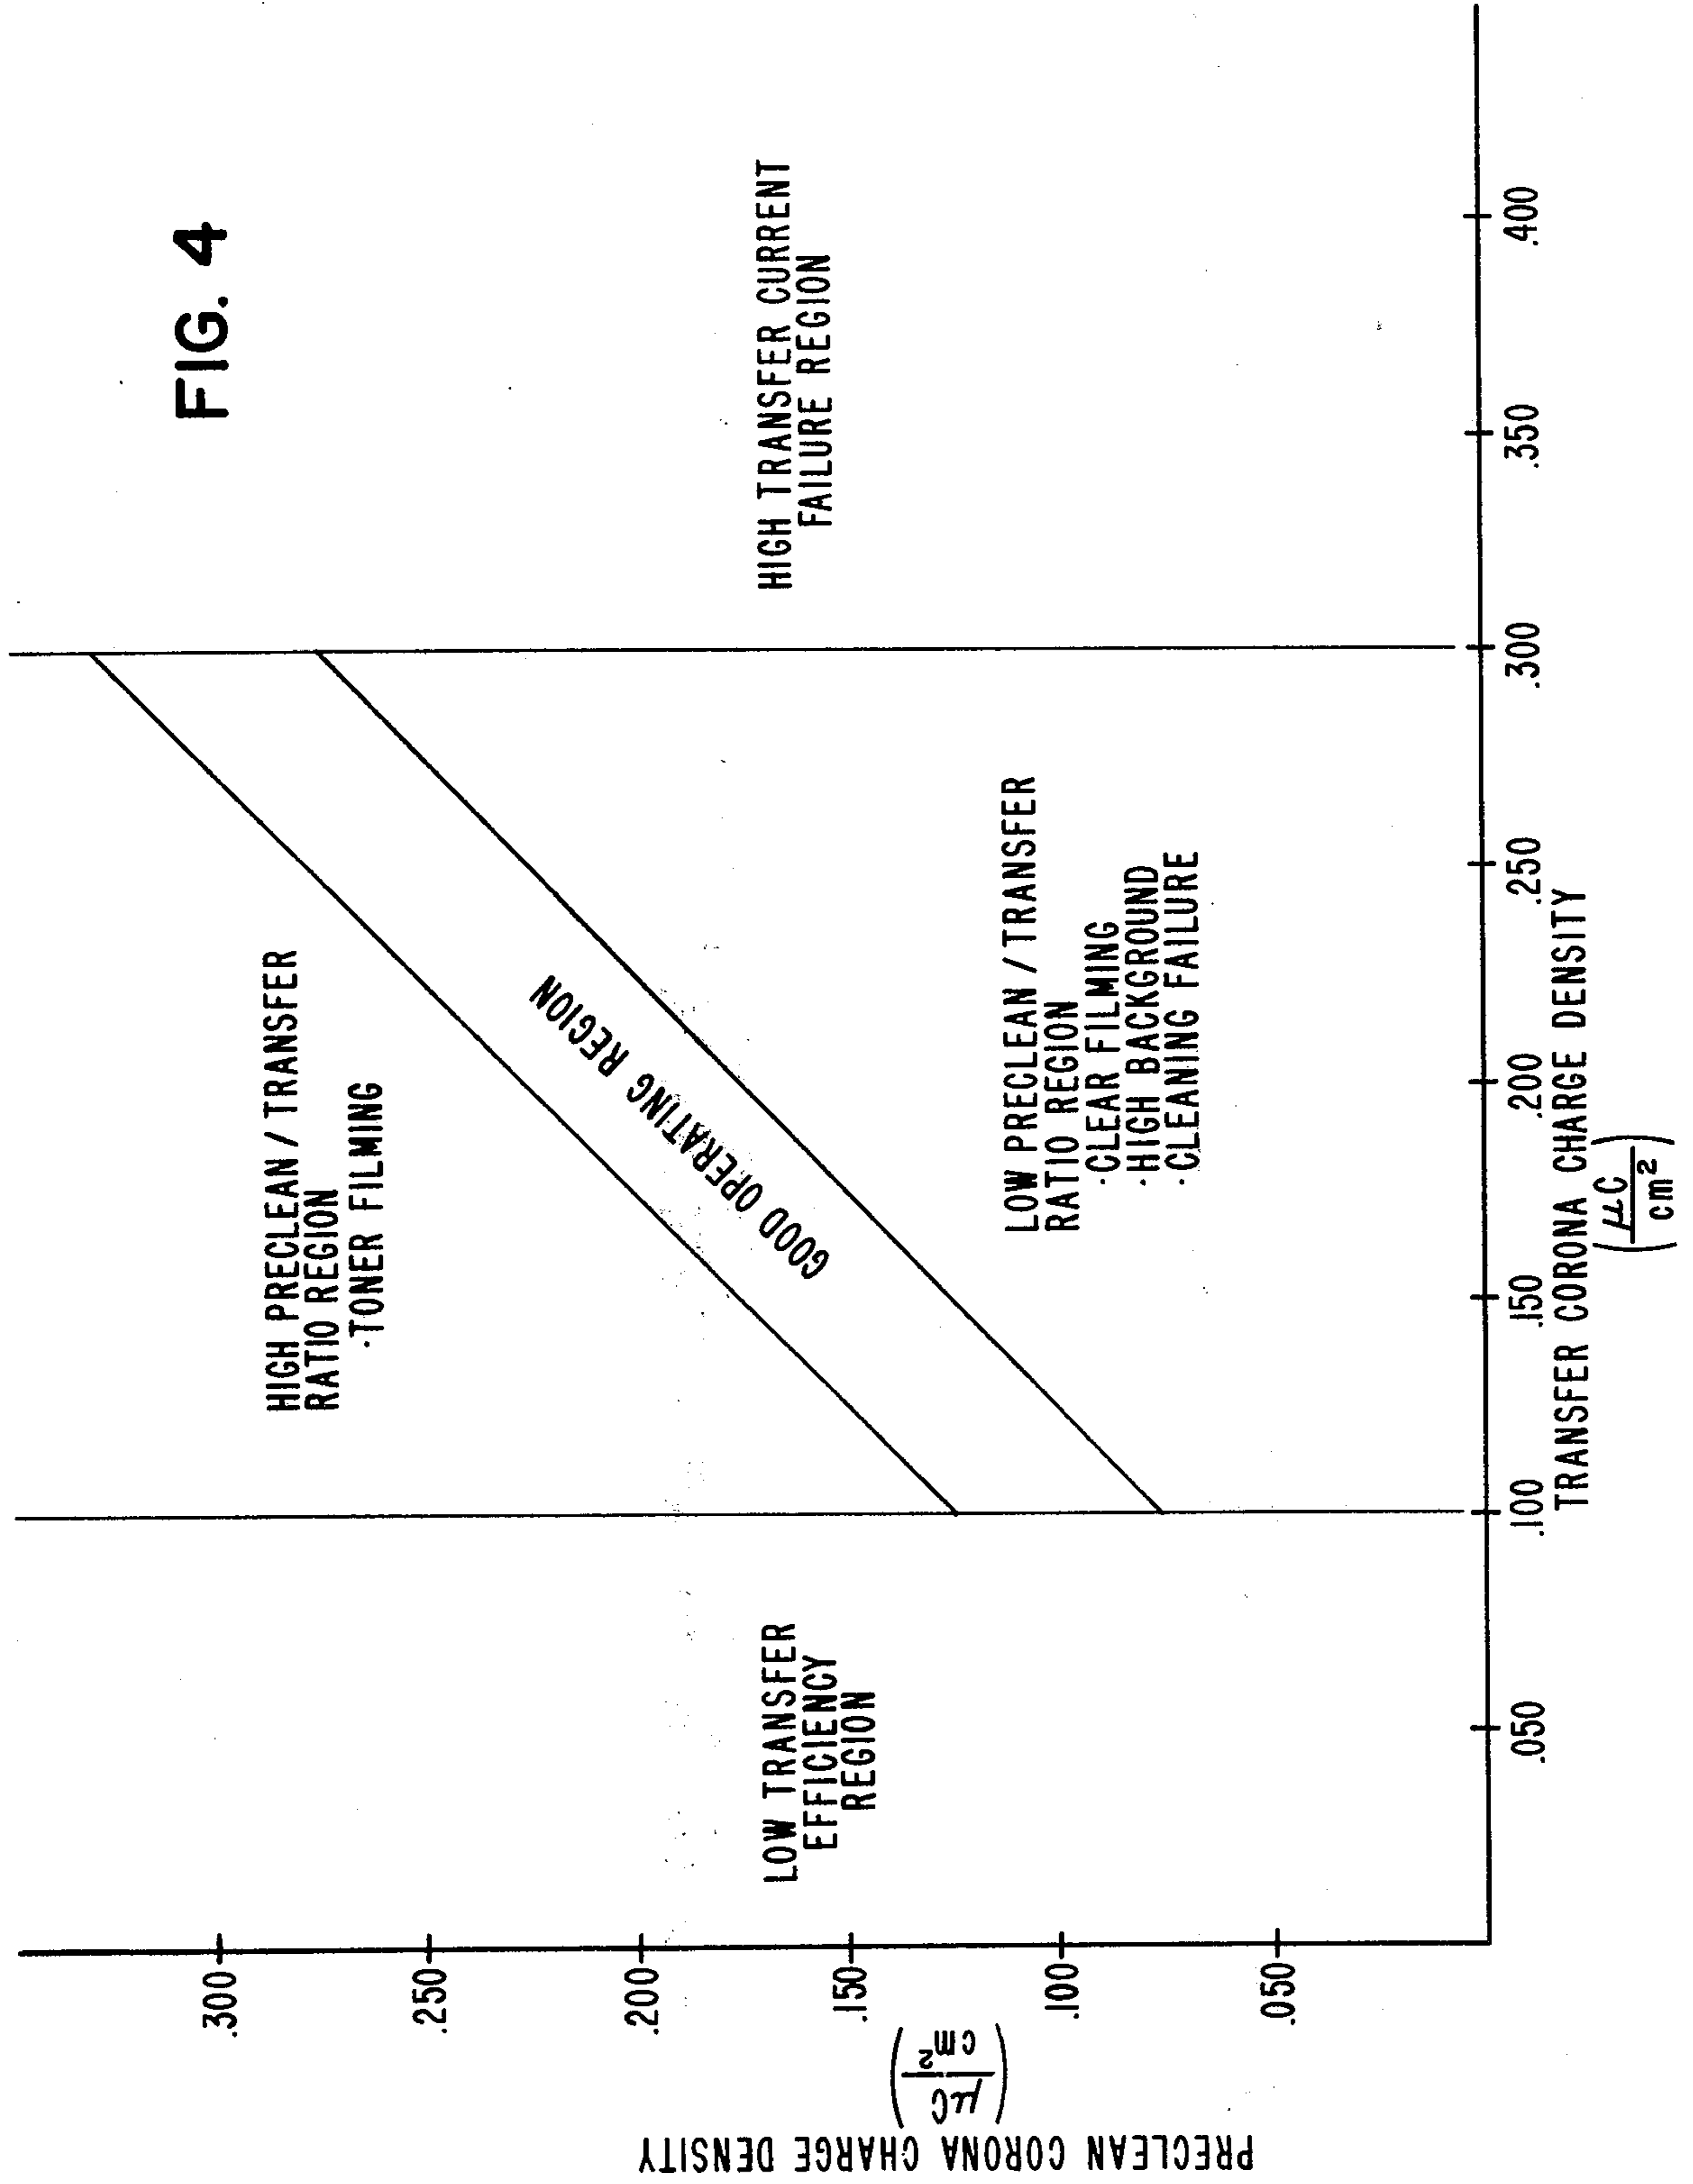 FIG. 4
HIGH PRECLEAN / TRANSFER
RATIO REGION
·TONER FILMING
GOOD OPERATING REGION
HIGH TRANSFER CURRENT
FAILURE REGION
LOW TRANSFER
EFFICIENCY
REGION
LOW PRECLEAN / TRANSFER
RATIO REGION
·CLEAR FILMING
·HIGH BACKGROUND
·CLEANING FAILURE
PRECLEAN CORONA CHARGE DENSITY
(μC/cm²)
.300
.250
.200
.150
.100
.050
.050 .100 .150 .200 .250 .300 .350 .400
TRANSFER CORONA CHARGE DENSITY
(μC/cm²)